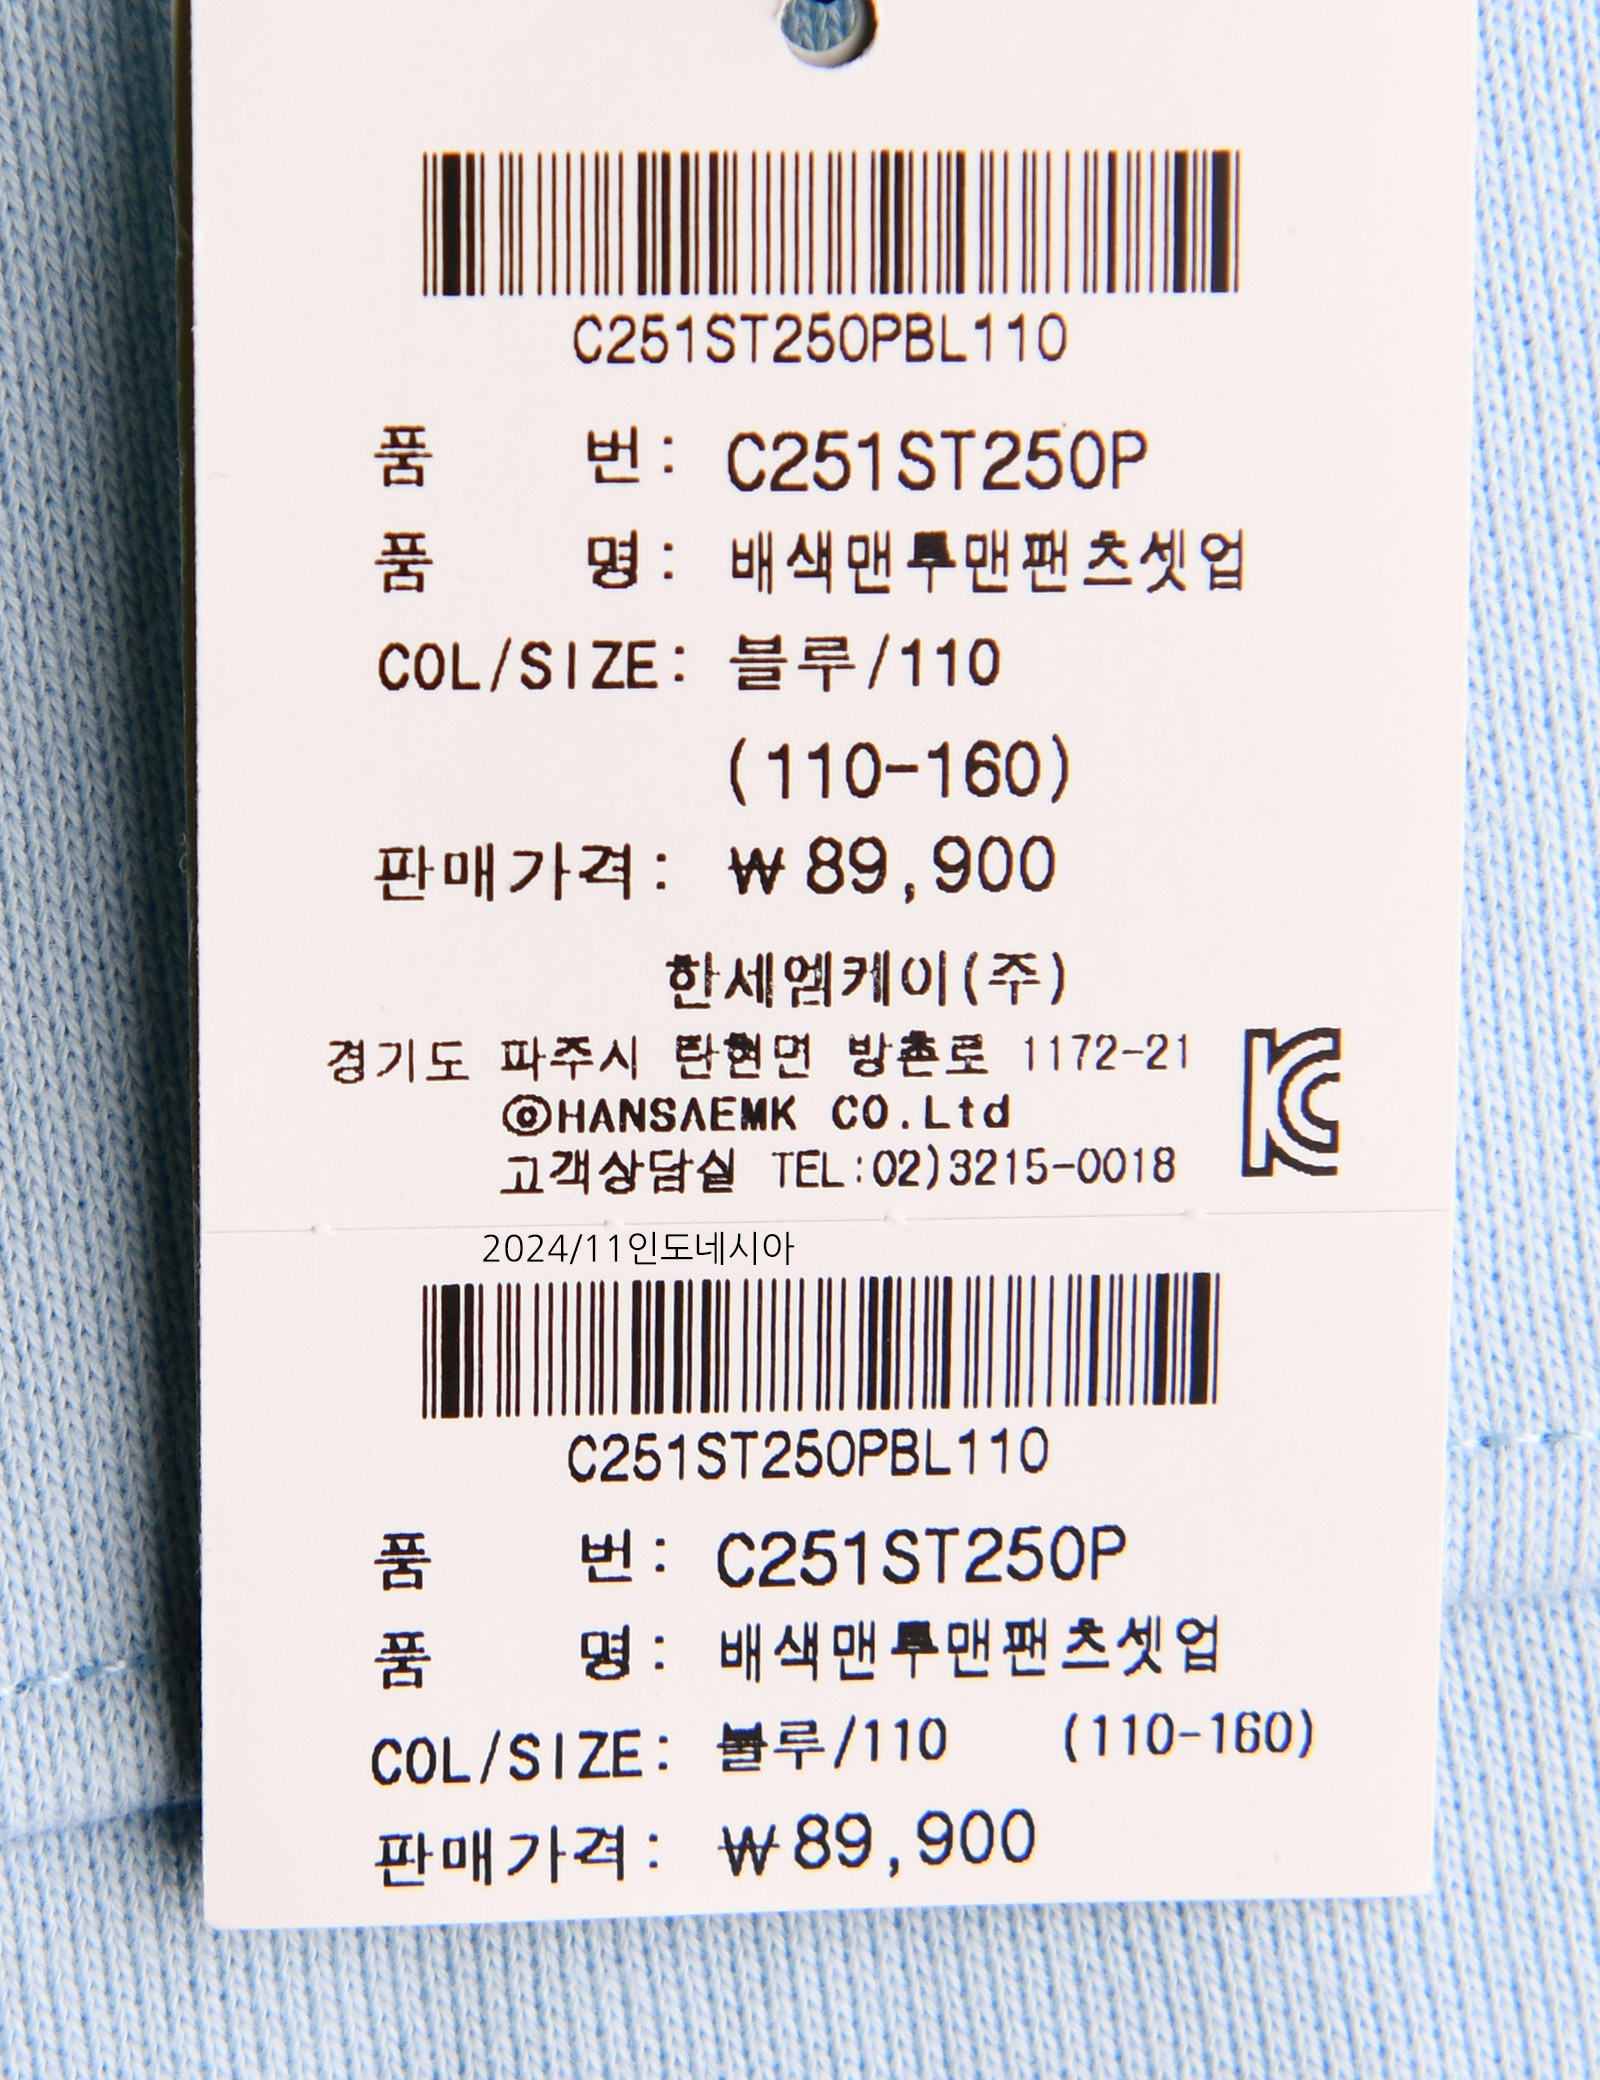 C251ST250PBL110
품 번: C251ST250P
품 명: 배색맨투맨팬츠셋업
COL/SIZE: 블루/110
(110-160)
판매가격: ₩89,900
한세엠케이(주)
경기도 파주시 탄현면 방촌로 1172-21
©HANSAEMK CO.Ltd
고객상담실 TEL:02)3215-0018
2024/11인도네시아
C251ST250PBL110
품 번: C251ST250P
품 명: 배색맨투맨팬츠셋업
COL/SIZE: 블루/110 (110-160)
판매가격: ₩89,900